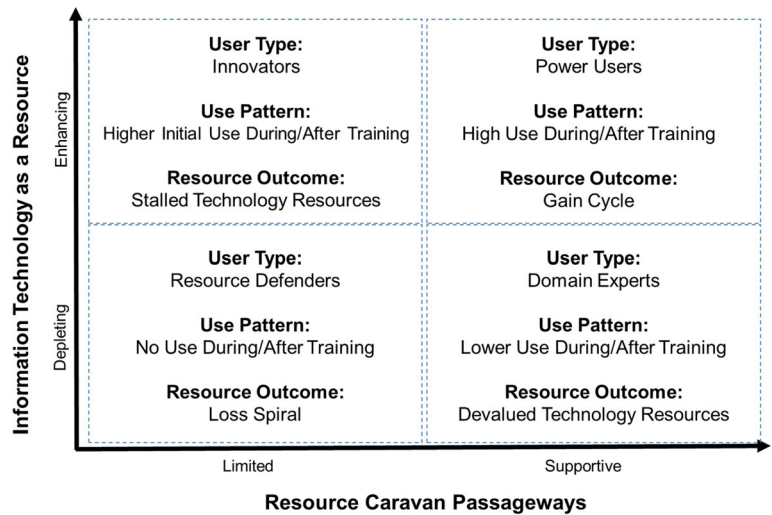 Information Technology as a Resource
Enhancing
Depleting
User Type:
Innovators
Use Pattern:
Higher Initial Use During/After Training
Resource Outcome:
Stalled Technology Resources
User Type:
Power Users
Use Pattern:
High Use During/After Training
Resource Outcome:
Gain Cycle
User Type:
Resource Defenders
Use Pattern:
No Use During/After Training
Resource Outcome:
Loss Spiral
User Type:
Domain Experts
Use Pattern:
Lower Use During/After Training
Resource Outcome:
Devalued Technology Resources
Limited
Supportive
Resource Caravan Passageways